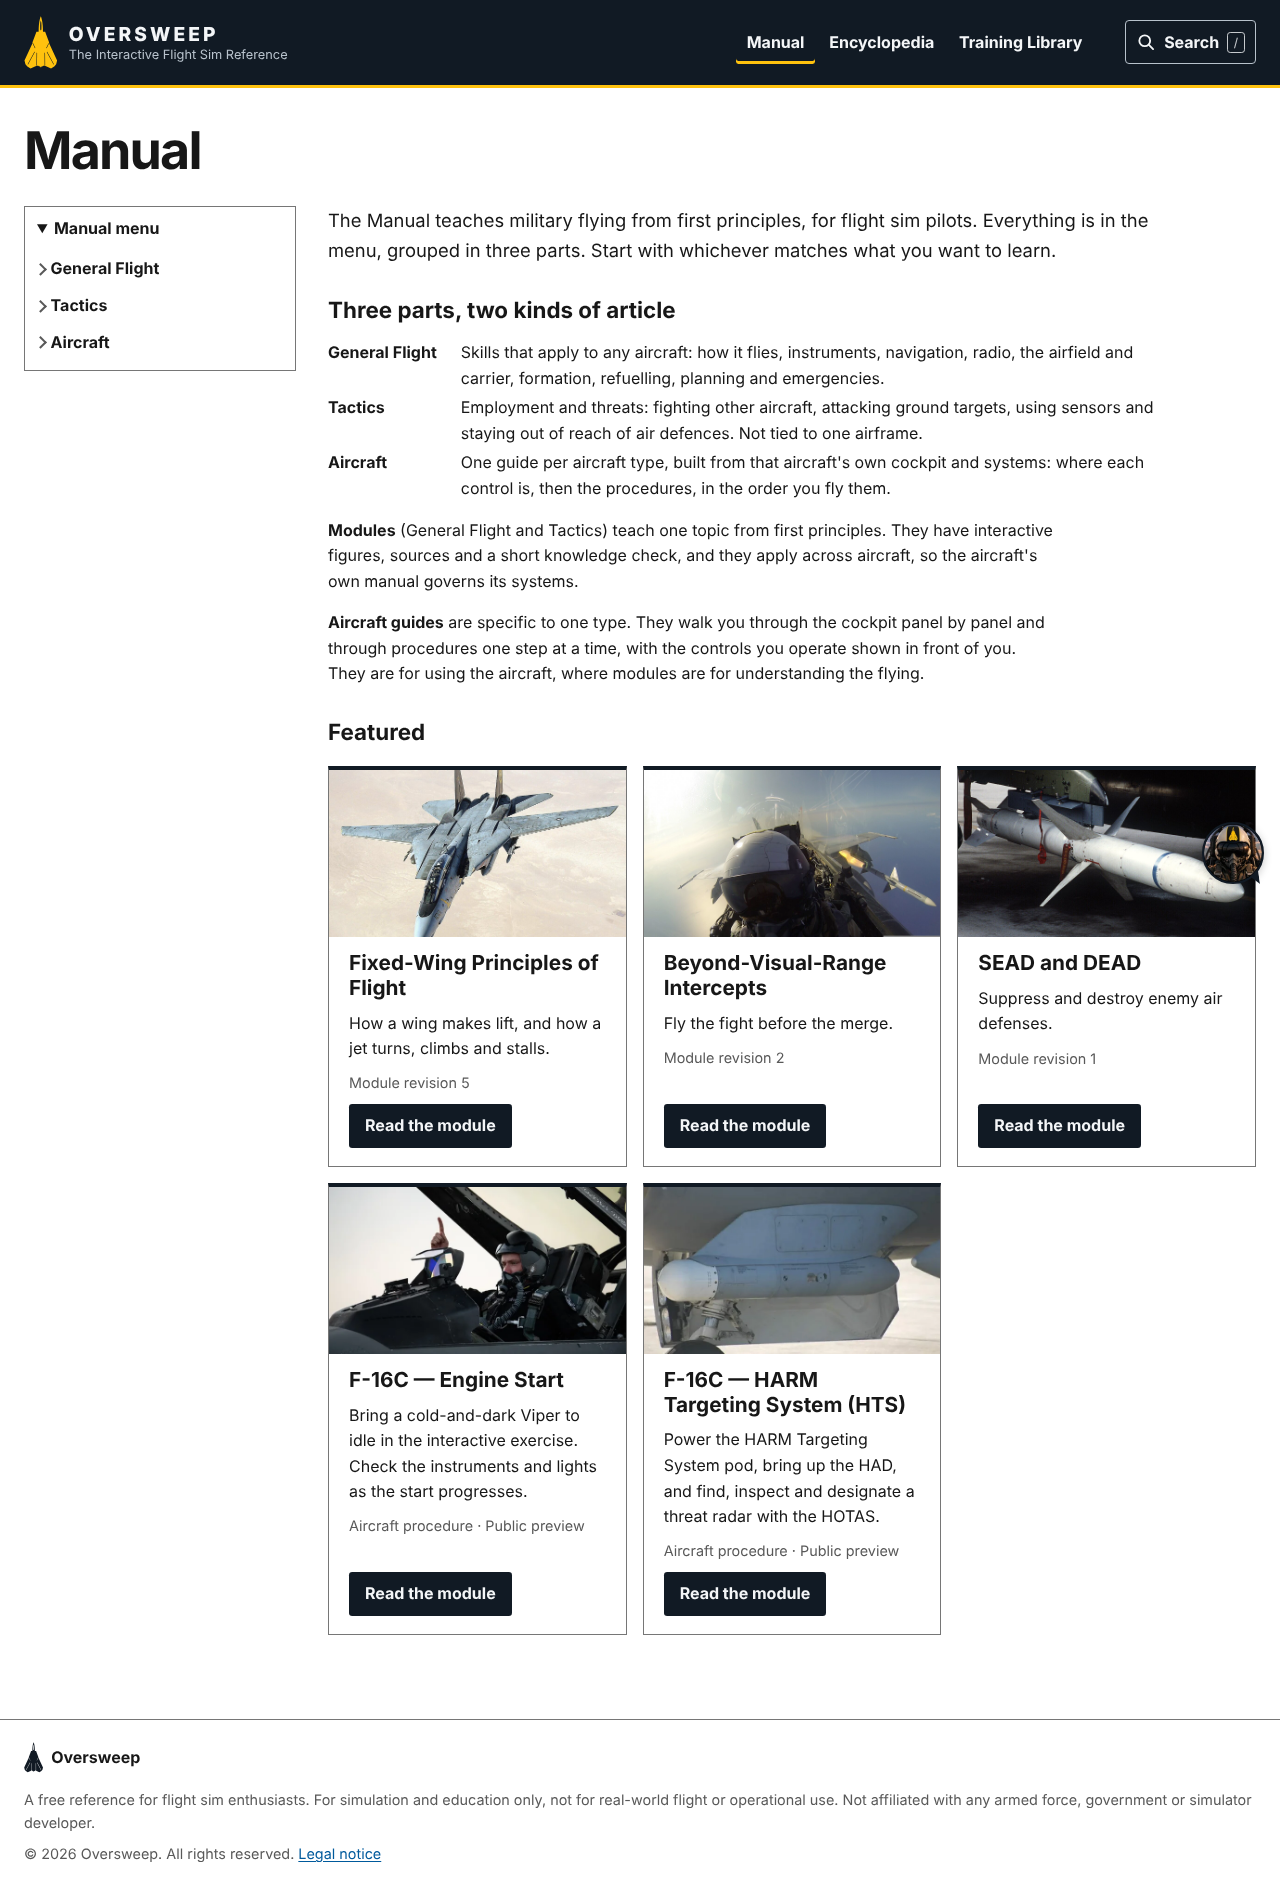 OVERSWEEP
The Interactive Flight Sim Reference
Manual
Encyclopedia
Training Library
Search /
Manual
Manual menu
General Flight
Tactics
Aircraft
The Manual teaches military flying from first principles, for flight sim pilots. Everything is in the
menu, grouped in three parts. Start with whichever matches what you want to learn.
Three parts, two kinds of article
General Flight
Skills that apply to any aircraft: how it flies, instruments, navigation, radio, the airfield and
carrier, formation, refuelling, planning and emergencies.
Tactics
Employment and threats: fighting other aircraft, attacking ground targets, using sensors and
staying out of reach of air defences. Not tied to one airframe.
Aircraft
One guide per aircraft type, built from that aircraft's own cockpit and systems: where each
control is, then the procedures, in the order you fly them.
Modules (General Flight and Tactics) teach one topic from first principles. They have interactive
figures, sources and a short knowledge check, and they apply across aircraft, so the aircraft's
own manual governs its systems.
Aircraft guides are specific to one type. They walk you through the cockpit panel by panel and
through procedures one step at a time, with the controls you operate shown in front of you.
They are for using the aircraft, where modules are for understanding the flying.
Featured
Fixed-Wing Principles of
Flight
How a wing makes lift, and how a
jet turns, climbs and stalls.
Module revision 5
Read the module
Beyond-Visual-Range
Intercepts
Fly the fight before the merge.
Module revision 2
Read the module
SEAD and DEAD
Suppress and destroy enemy air
defenses.
Module revision 1
Read the module
F-16C — Engine Start
Bring a cold-and-dark Viper to
idle in the interactive exercise.
Check the instruments and lights
as the start progresses.
Aircraft procedure · Public preview
Read the module
F-16C — HARM
Targeting System (HTS)
Power the HARM Targeting
System pod, bring up the HAD,
and find, inspect and designate a
threat radar with the HOTAS.
Aircraft procedure · Public preview
Read the module
Oversweep
A free reference for flight sim enthusiasts. For simulation and education only, not for real-world flight or operational use. Not affiliated with any armed force, government or simulator
developer.
© 2026 Oversweep. All rights reserved. Legal notice